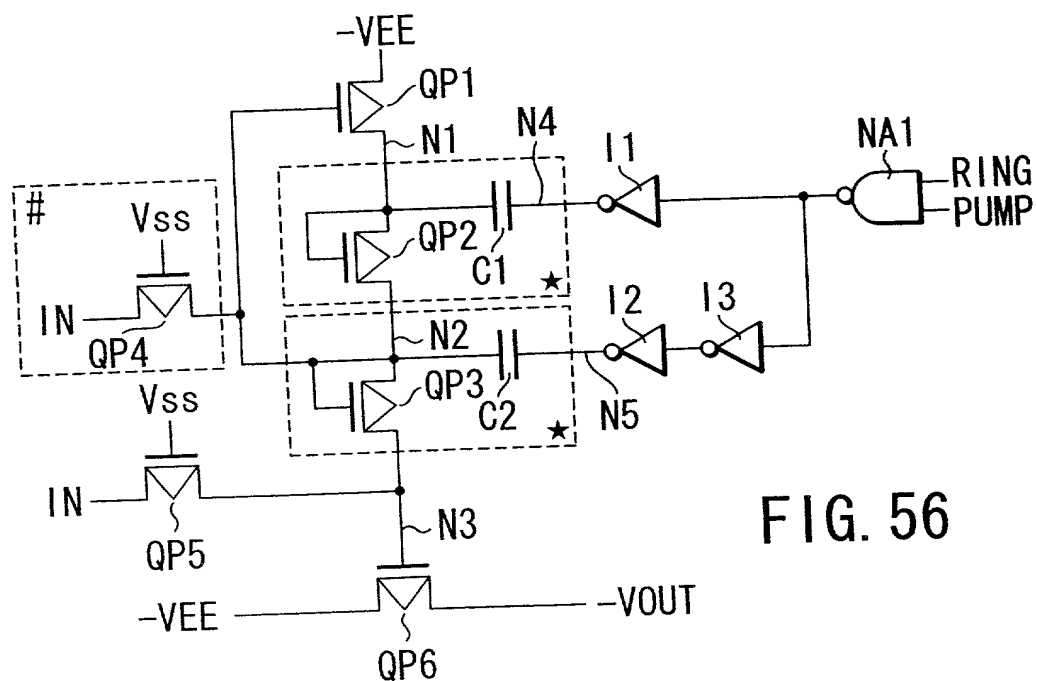 -VEE
QP1
N1
N4
I1
NA1
RING
PUMP
#
Vss
IN
QP4
QP2
C1
★
N2
I2
I3
QP3
C2
★
N5
Vss
IN
QP5
N3
-VEE
-VOUT
QP6
FIG. 56